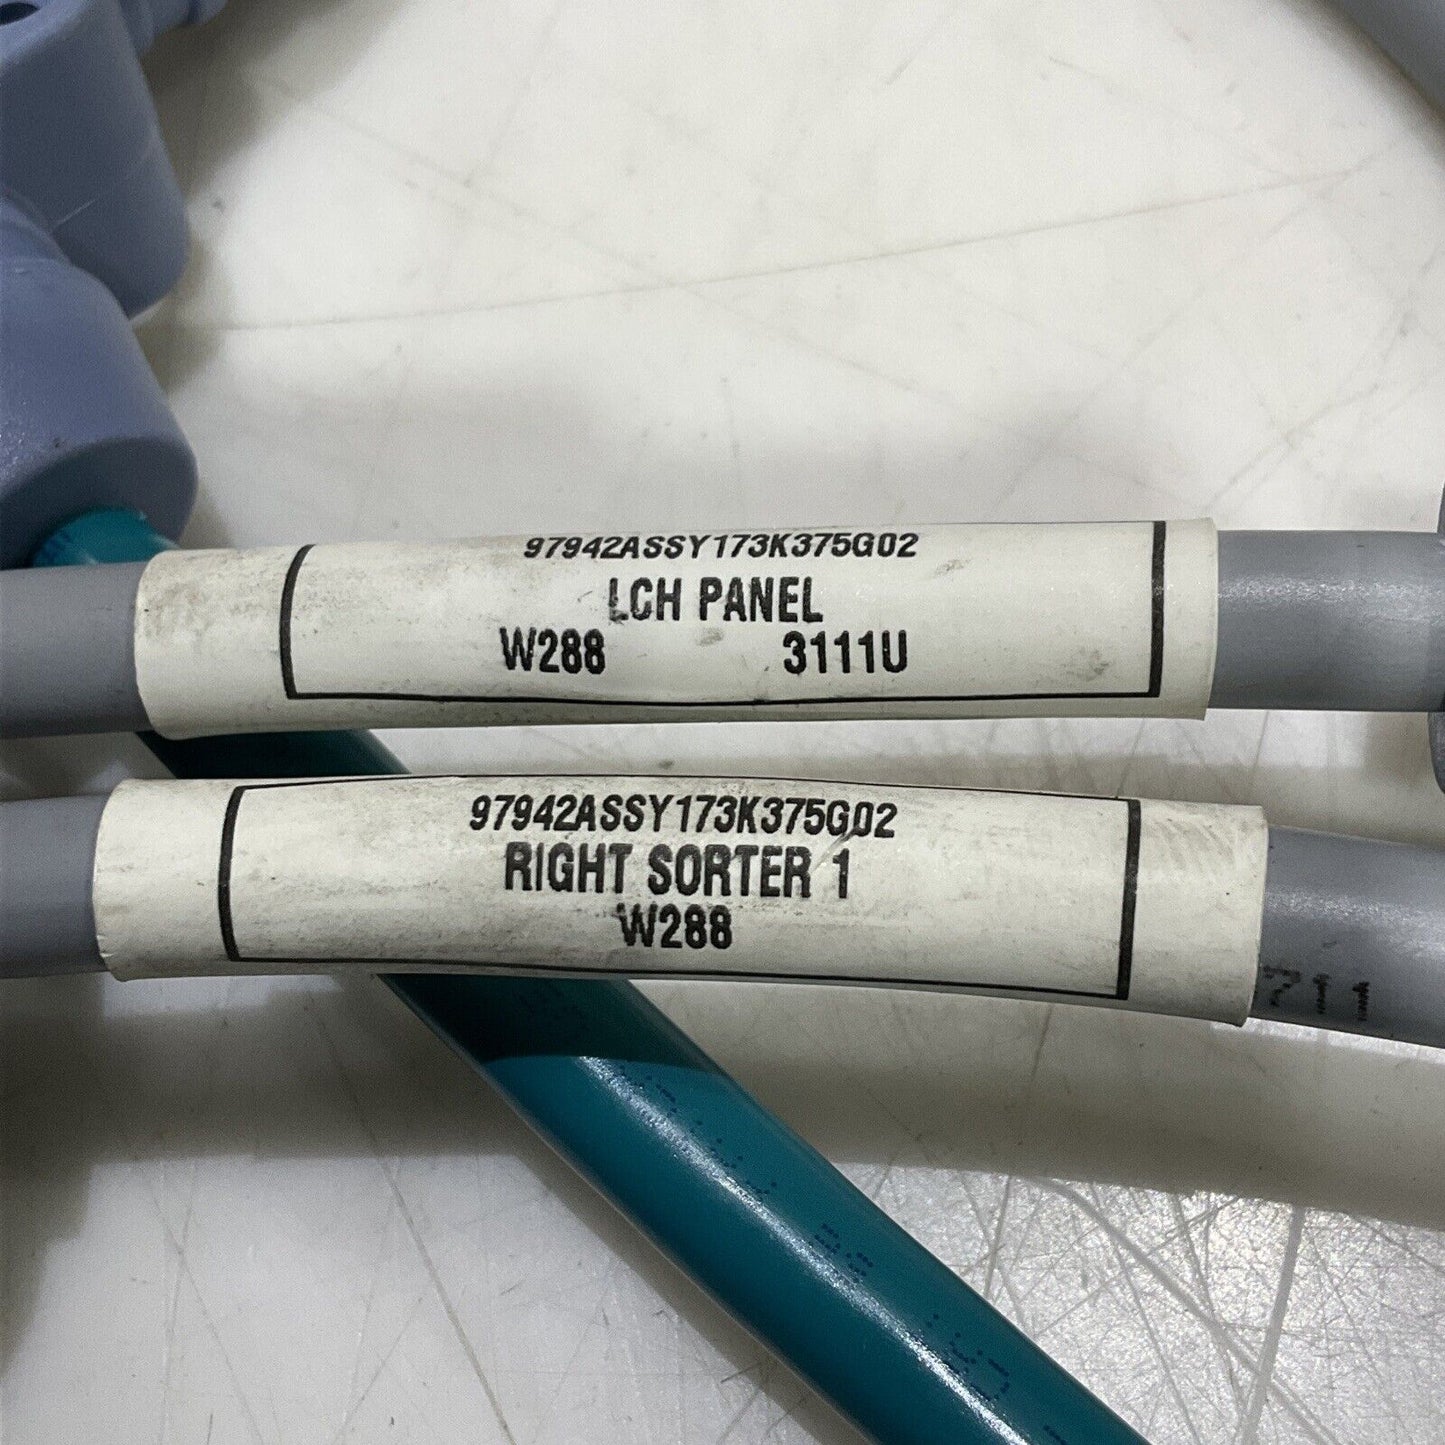 97942ASSY173K375G02
LCH PANEL
W288 3111U
97942ASSY173K375G02
RIGHT SORTER 1
W288